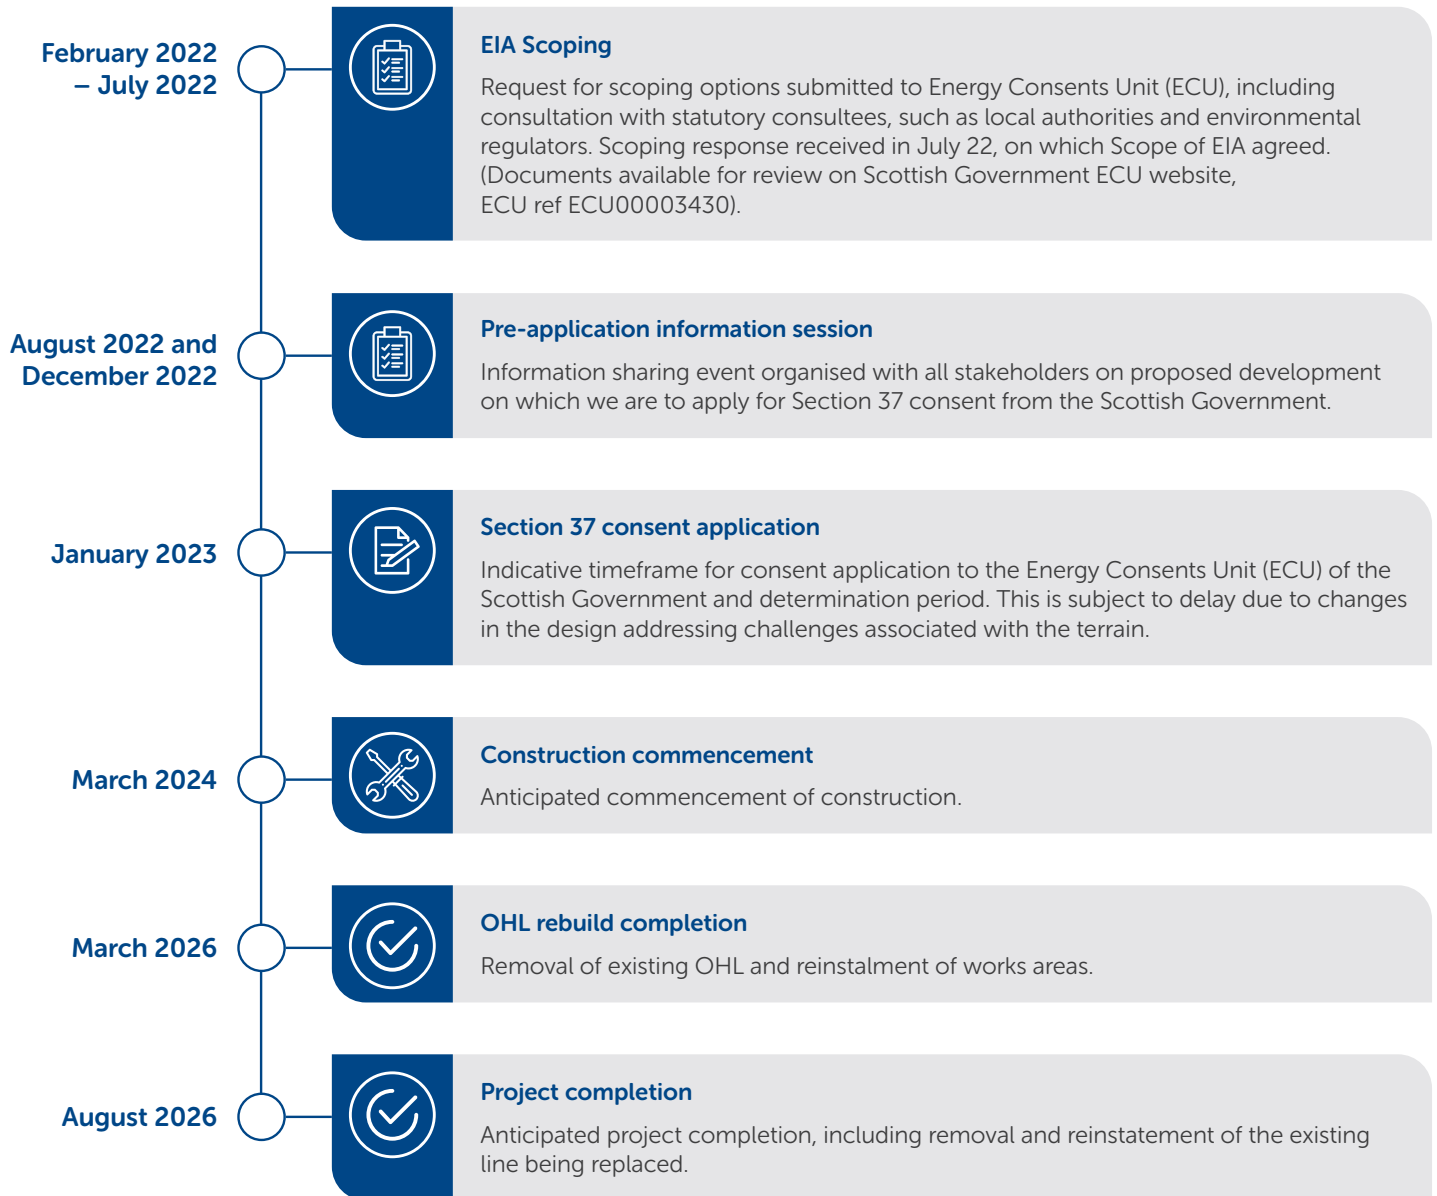 February 2022
– July 2022
EIA Scoping
Request for scoping options submitted to Energy Consents Unit (ECU), including
consultation with statutory consultees, such as local authorities and environmental
regulators. Scoping response received in July 22, on which Scope of EIA agreed.
(Documents available for review on Scottish Government ECU website,
ECU ref ECU00003430).
August 2022 and
December 2022
Pre-application information session
Information sharing event organised with all stakeholders on proposed development
on which we are to apply for Section 37 consent from the Scottish Government.
January 2023
Section 37 consent application
Indicative timeframe for consent application to the Energy Consents Unit (ECU) of the
Scottish Government and determination period. This is subject to delay due to changes
in the design addressing challenges associated with the terrain.
March 2024
Construction commencement
Anticipated commencement of construction.
March 2026
OHL rebuild completion
Removal of existing OHL and reinstalment of works areas.
August 2026
Project completion
Anticipated project completion, including removal and reinstatement of the existing
line being replaced.